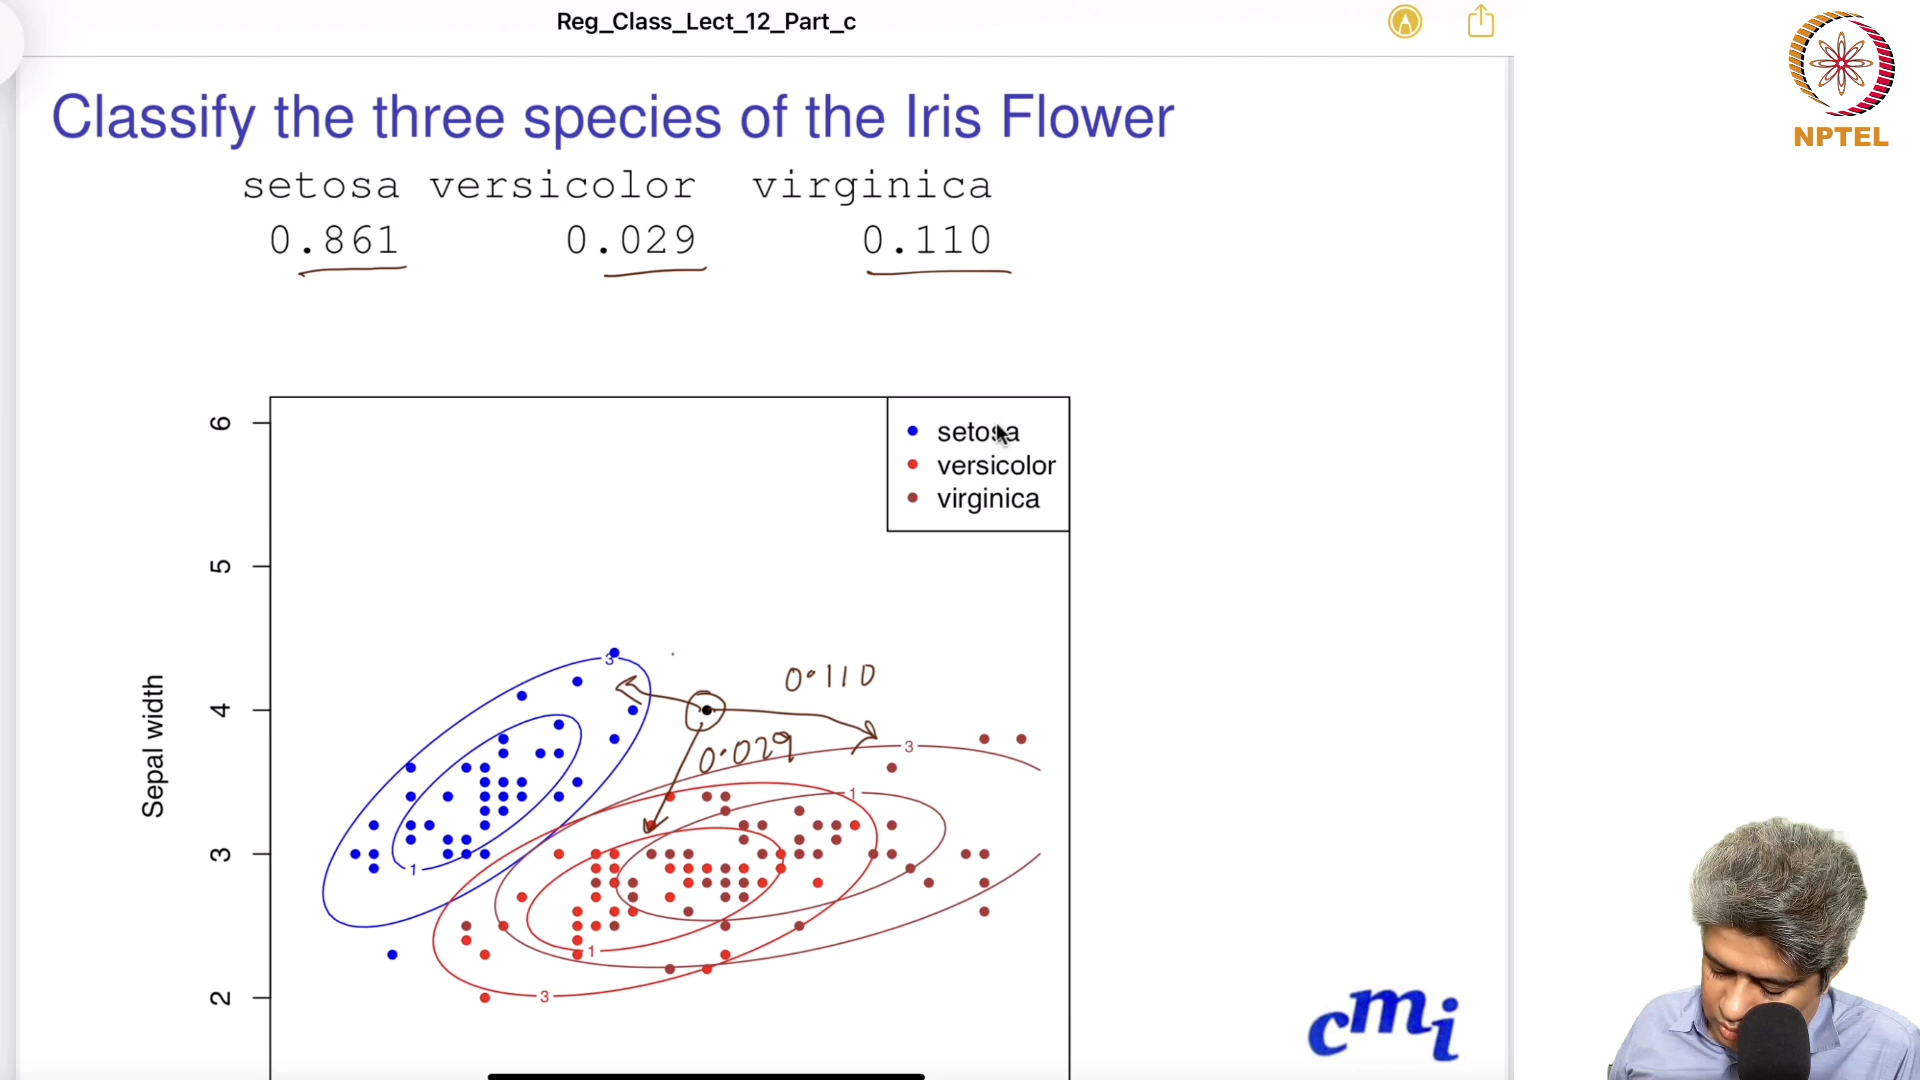 Reg_Class_Lect_12_Part_c
NPTEL
Classify the three species of the Iris Flower
setosa versicolor virginica
0.861 0.029 0.110
6
setosa
versicolor
virginica
5
3
0.110
4
0.029
3
1
Sepal width
3
1
1
2
3
cmi